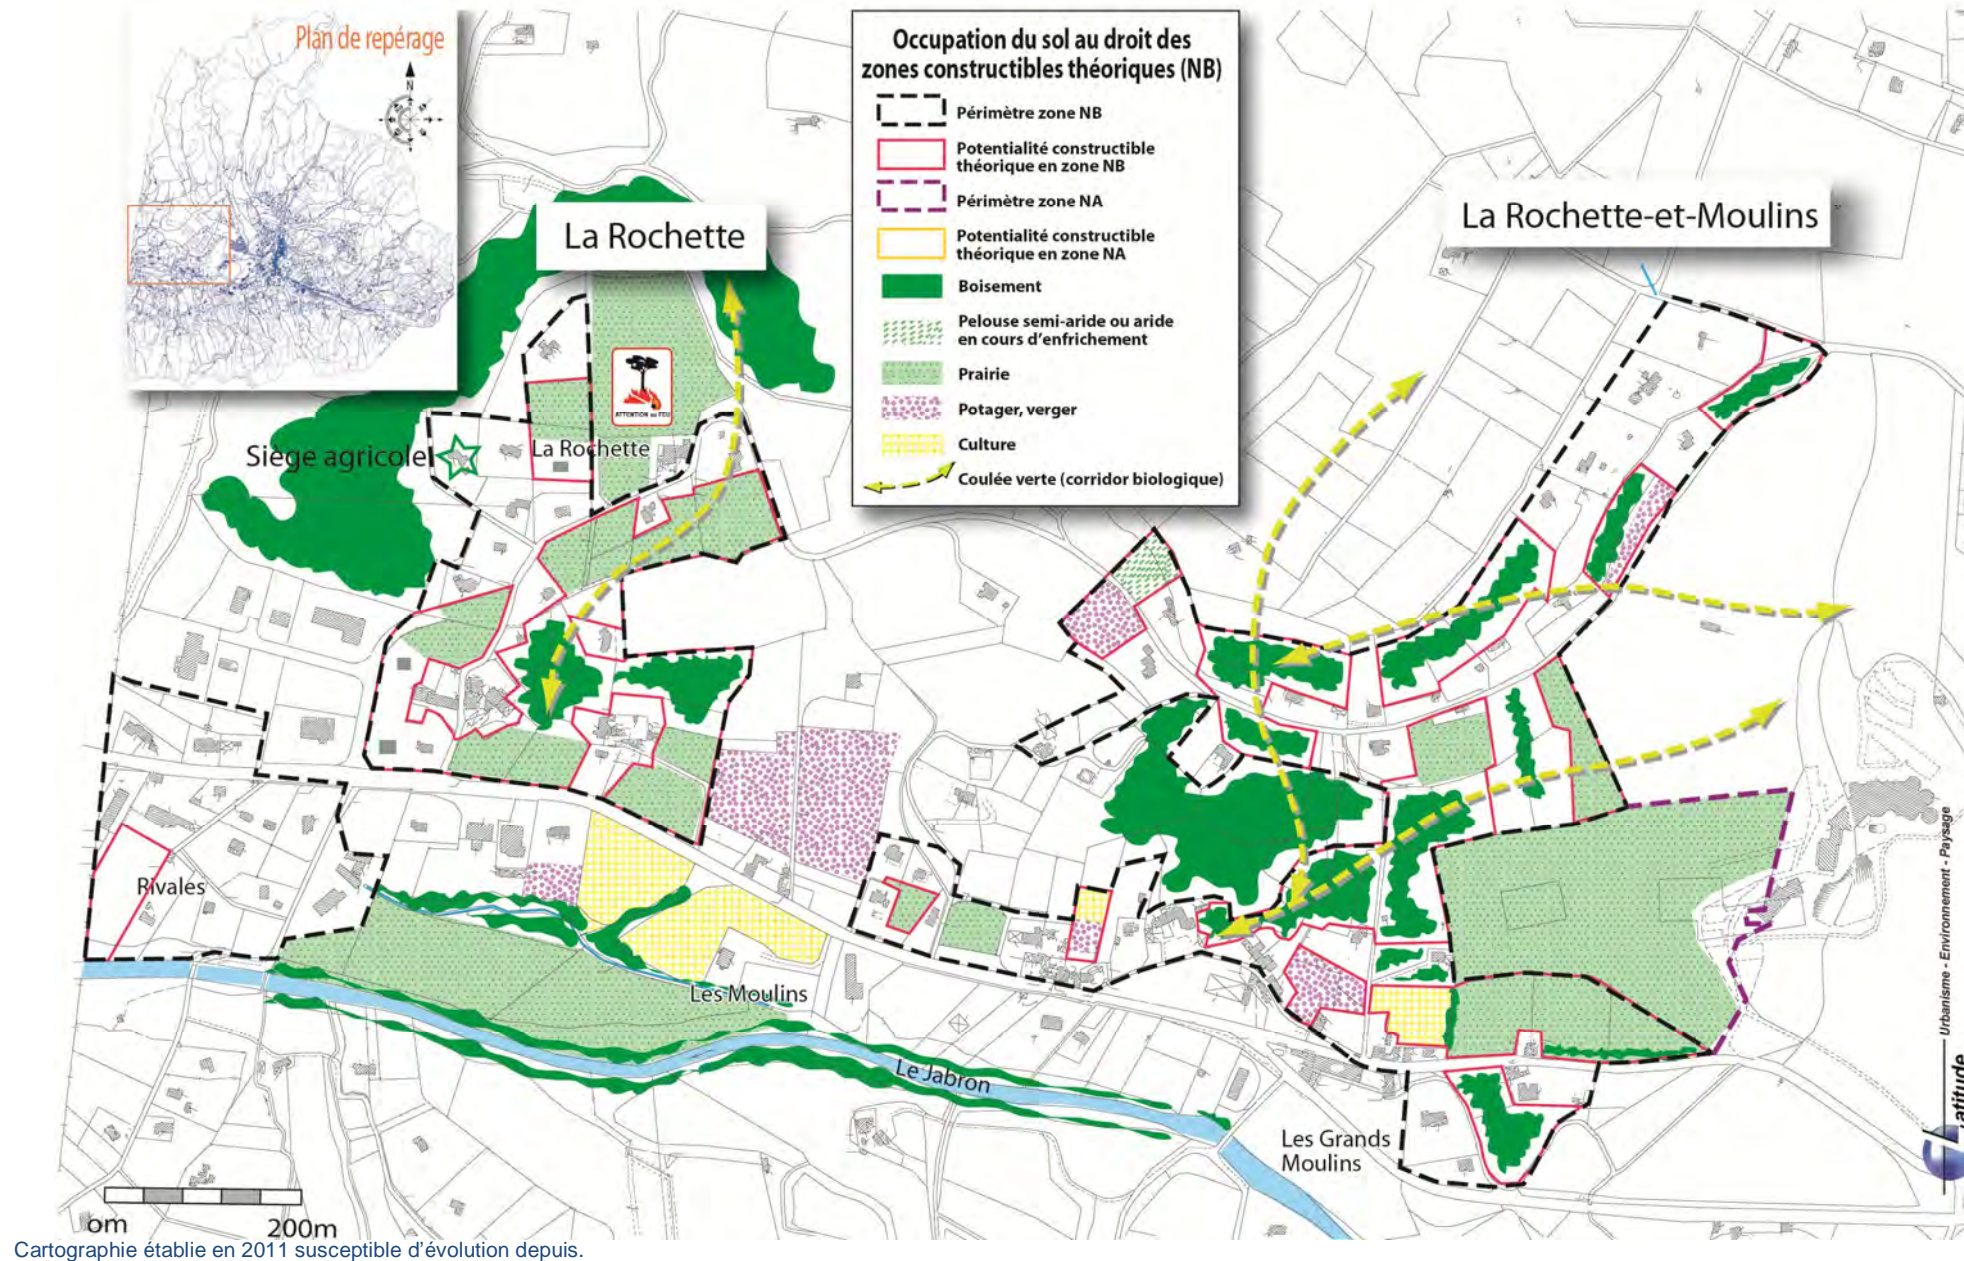 Plan de repérage
N
Occupation du sol au droit des
zones constructibles théoriques (NB)
Périmètre zone NB
Potentialité constructible
théorique en zone NB
Périmètre zone NA
Potentialité constructible
théorique en zone NA
Boisement
Pelouse semi-aride ou aride
en cours d'enfrichement
Prairie
Potager, verger
Culture
Coulée verte (corridor biologique)
La Rochette
La Rochette-et-Moulins
ATTENTION au FEU
Siège agricole
La Rochette
Rivales
Les Moulins
Le Jabron
Les Grands
Moulins
Urbanisme - Environnement - Paysage
atitude
0m
200m
Cartographie établie en 2011 susceptible d'évolution depuis.